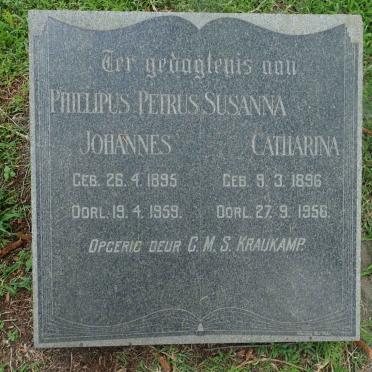 Ter gedagtenis aan
PHILLIPUS PETRUS SUSANNA
JOHANNES CATHARINA
GEB. 26. 4. 1895 GEB. 9. 3. 1896
OORL. 19. 4. 1959. OORL. 27. 9. 1956.
OPGERIG DEUR G. M. S. KRAUKAMP.